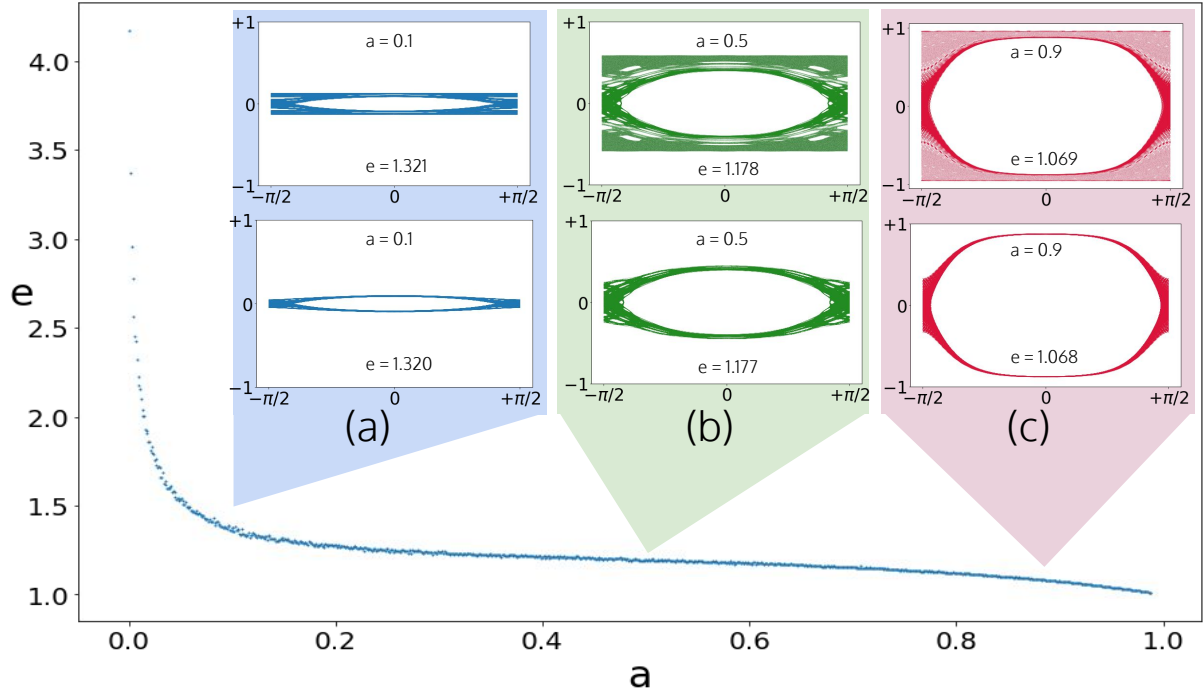 e
4.0
3.5
3.0
2.5
2.0
1.5
1.0
+1
a = 0.1
0
e = 1.321
−1
−π/2 0 +π/2
+1
a = 0.1
0
e = 1.320
−1
−π/2 0 +π/2
(a)
+1
a = 0.5
0
e = 1.178
−1
−π/2 0 +π/2
+1
a = 0.5
0
e = 1.177
−1
−π/2 0 +π/2
(b)
+1
a = 0.9
0
e = 1.069
−1
−π/2 0 +π/2
+1
a = 0.9
0
e = 1.068
−1
−π/2 0 +π/2
(c)
0.0 0.2 0.4 0.6 0.8 1.0
a